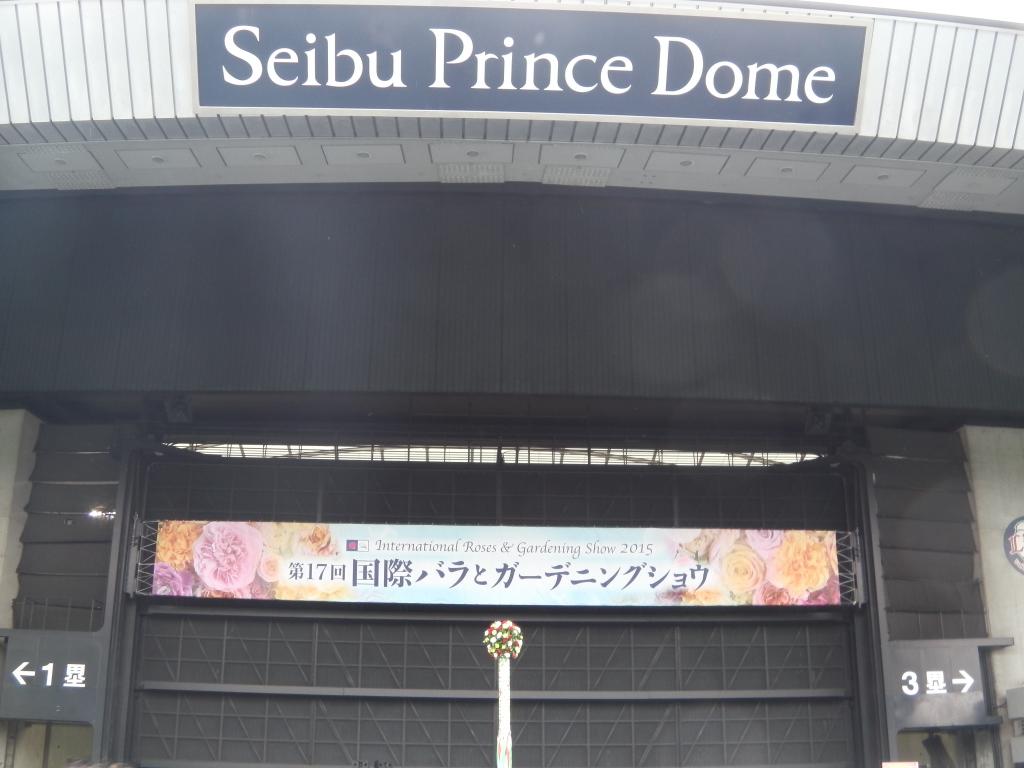 Seibu Prince Dome
International Roses & Gardening Show 2015
第17回 国際バラとガーデニングショウ
←1塁
3塁→